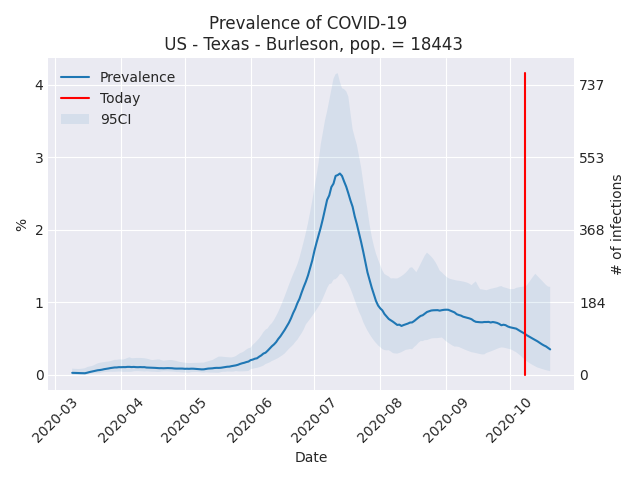 Prevalence of COVID-19
US - Texas - Burleson, pop. = 18443
Prevalence
Today
95CI
4
3
2
1
0
%
737
553
368
184
0
# of infections
2020-03
2020-04
2020-05
2020-06
2020-07
2020-08
2020-09
2020-10
Date